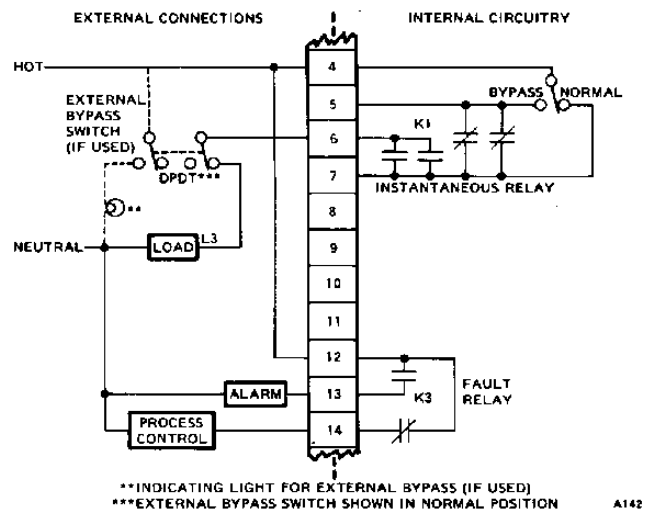 EXTERNAL CONNECTIONS
INTERNAL CIRCUITRY
HOT
4
BYPASS NORMAL
5
EXTERNAL
BYPASS
SWITCH
(IF USED)
K1
6
DPDT***
7
INSTANTANEOUS RELAY
**
8
NEUTRAL
LOAD
L3
9
10
11
12
ALARM
13
K3
FAULT
RELAY
PROCESS
CONTROL
14
**INDICATING LIGHT FOR EXTERNAL BYPASS (IF USED)
***EXTERNAL BYPASS SWITCH SHOWN IN NORMAL POSITION
A142